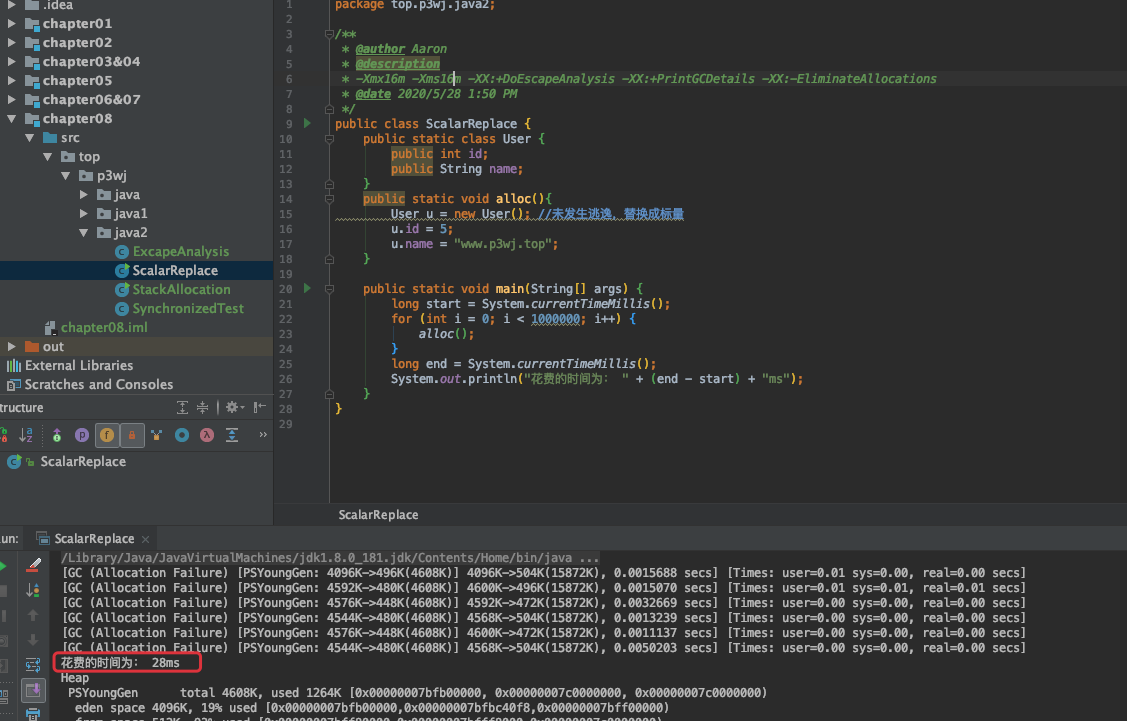 .idea
chapter01
chapter02
chapter03&04
chapter05
chapter06&07
chapter08
src
top
p3wj
java
java1
java2
ExcapeAnalysis
ScalarReplace
StackAllocation
SynchronizedTest
chapter08.iml
out
External Libraries
Scratches and Consoles
tructure
ScalarReplace
1 package top.p3wj.java2;
2
3 /**
4 * @author Aaron
5 * @description
6 * -Xmx16m -Xms16m -XX:+DoEscapeAnalysis -XX:+PrintGCDetails -XX:-EliminateAllocations
7 * @date 2020/5/28 1:50 PM
8 */
9 public class ScalarReplace {
10 public static class User {
11 public int id;
12 public String name;
13 }
14 public static void alloc(){
15 User u = new User(); //未发生逃逸，替换成标量
16 u.id = 5;
17 u.name = "www.p3wj.top";
18 }
19
20 public static void main(String[] args) {
21 long start = System.currentTimeMillis();
22 for (int i = 0; i < 1000000; i++) {
23 alloc();
24 }
25 long end = System.currentTimeMillis();
26 System.out.println("花费的时间为： " + (end - start) + "ms");
27 }
28 }
29
ScalarReplace
un: ScalarReplace
/Library/Java/JavaVirtualMachines/jdk1.8.0_181.jdk/Contents/Home/bin/java ...
[GC (Allocation Failure) [PSYoungGen: 4096K->496K(4608K)] 4096K->504K(15872K), 0.0015688 secs] [Times: user=0.01 sys=0.00, real=0.00 secs]
[GC (Allocation Failure) [PSYoungGen: 4592K->480K(4608K)] 4600K->496K(15872K), 0.0015070 secs] [Times: user=0.01 sys=0.01, real=0.01 secs]
[GC (Allocation Failure) [PSYoungGen: 4576K->448K(4608K)] 4592K->472K(15872K), 0.0032669 secs] [Times: user=0.00 sys=0.00, real=0.00 secs]
[GC (Allocation Failure) [PSYoungGen: 4544K->480K(4608K)] 4568K->504K(15872K), 0.0013239 secs] [Times: user=0.00 sys=0.00, real=0.00 secs]
[GC (Allocation Failure) [PSYoungGen: 4576K->448K(4608K)] 4600K->472K(15872K), 0.0011137 secs] [Times: user=0.00 sys=0.00, real=0.00 secs]
[GC (Allocation Failure) [PSYoungGen: 4544K->480K(4608K)] 4568K->504K(15872K), 0.0050203 secs] [Times: user=0.00 sys=0.00, real=0.00 secs]
花费的时间为： 28ms
Heap
PSYoungGen total 4608K, used 1264K [0x00000007bfb00000, 0x00000007c0000000, 0x00000007c0000000)
eden space 4096K, 19% used [0x00000007bfb00000,0x00000007bfbc40f8,0x00000007bff00000)